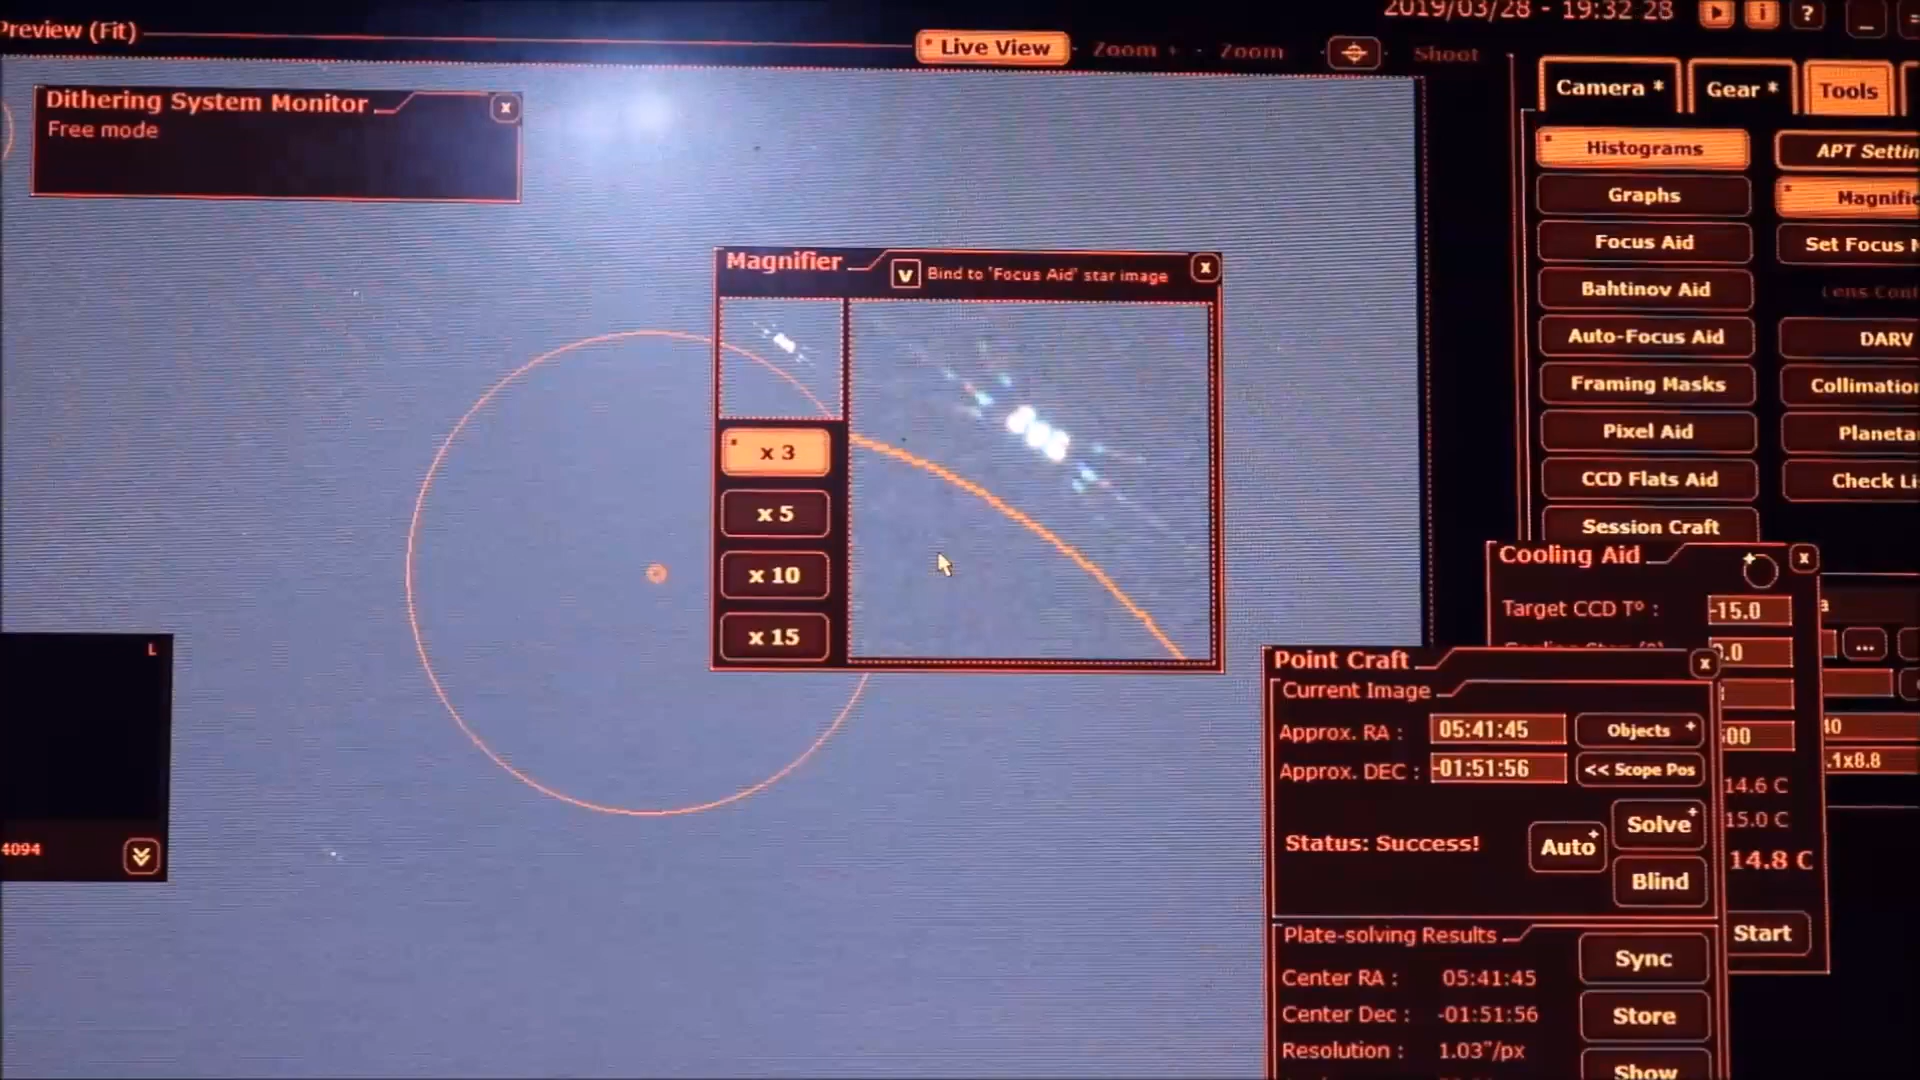 Preview (Fit)
2019/03/28 - 19:32 28
Live View
Zoom +
Zoom
Shoot
Dithering System Monitor
Free mode
Camera *
Gear *
Tools
Histograms
Graphs
Focus Aid
Bahtinov Aid
Auto-Focus Aid
Framing Masks
Pixel Aid
CCD Flats Aid
Session Craft
APT Settin
Magnifie
Set Focus
DARV
Collimation
Planeta
Check Li
Magnifier
Bind to 'Focus Aid' star image
x 3
x 5
x 10
x 15
Cooling Aid
Target CCD Tº :
-15.0
14.6 C
15.0 C
14.8 C
Start
40
.1x8.8
Point Craft
Current Image
Approx. RA :
05:41:45
Objects +
Approx. DEC :
-01:51:56
<< Scope Pos
Status: Success!
Auto+
Solve+
Blind
Plate-solving Results
Center RA :
05:41:45
Center Dec :
-01:51:56
Resolution :
1.03"/px
Sync
Store
Show
L
4094